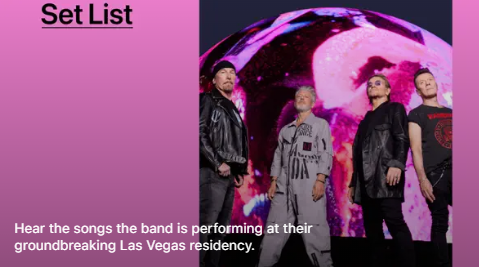 Set List
Hear the songs the band is performing at their
groundbreaking Las Vegas residency.